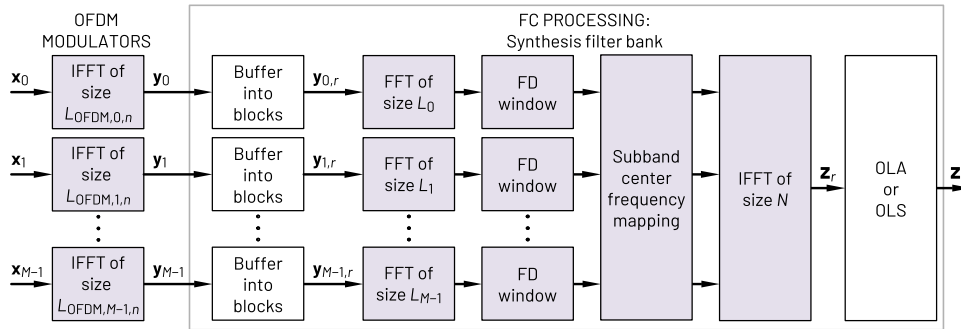 OFDM
MODULATORS
FC PROCESSING:
Synthesis filter bank
x0
IFFT of
size
LOFDM,0,n
y0
Buffer
into
blocks
y0,r
FFT of
size L0
FD
window
x1
IFFT of
size
LOFDM,1,n
y1
Buffer
into
blocks
y1,r
FFT of
size L1
FD
window
xM−1
IFFT of
size
LOFDM,M−1,n
yM−1
Buffer
into
blocks
yM−1,r
FFT of
size LM−1
FD
window
Subband
center
frequency
mapping
IFFT of
size N
zr
OLA
or
OLS
z